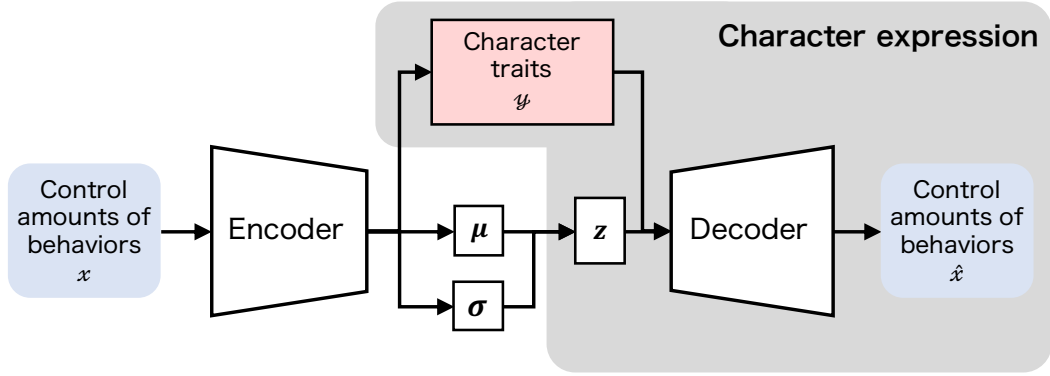 Character expression
Character
traits
𝓎
Control
amounts of
behaviors
𝓍
Encoder
μ
σ
z
Decoder
Control
amounts of
behaviors
𝓍̂